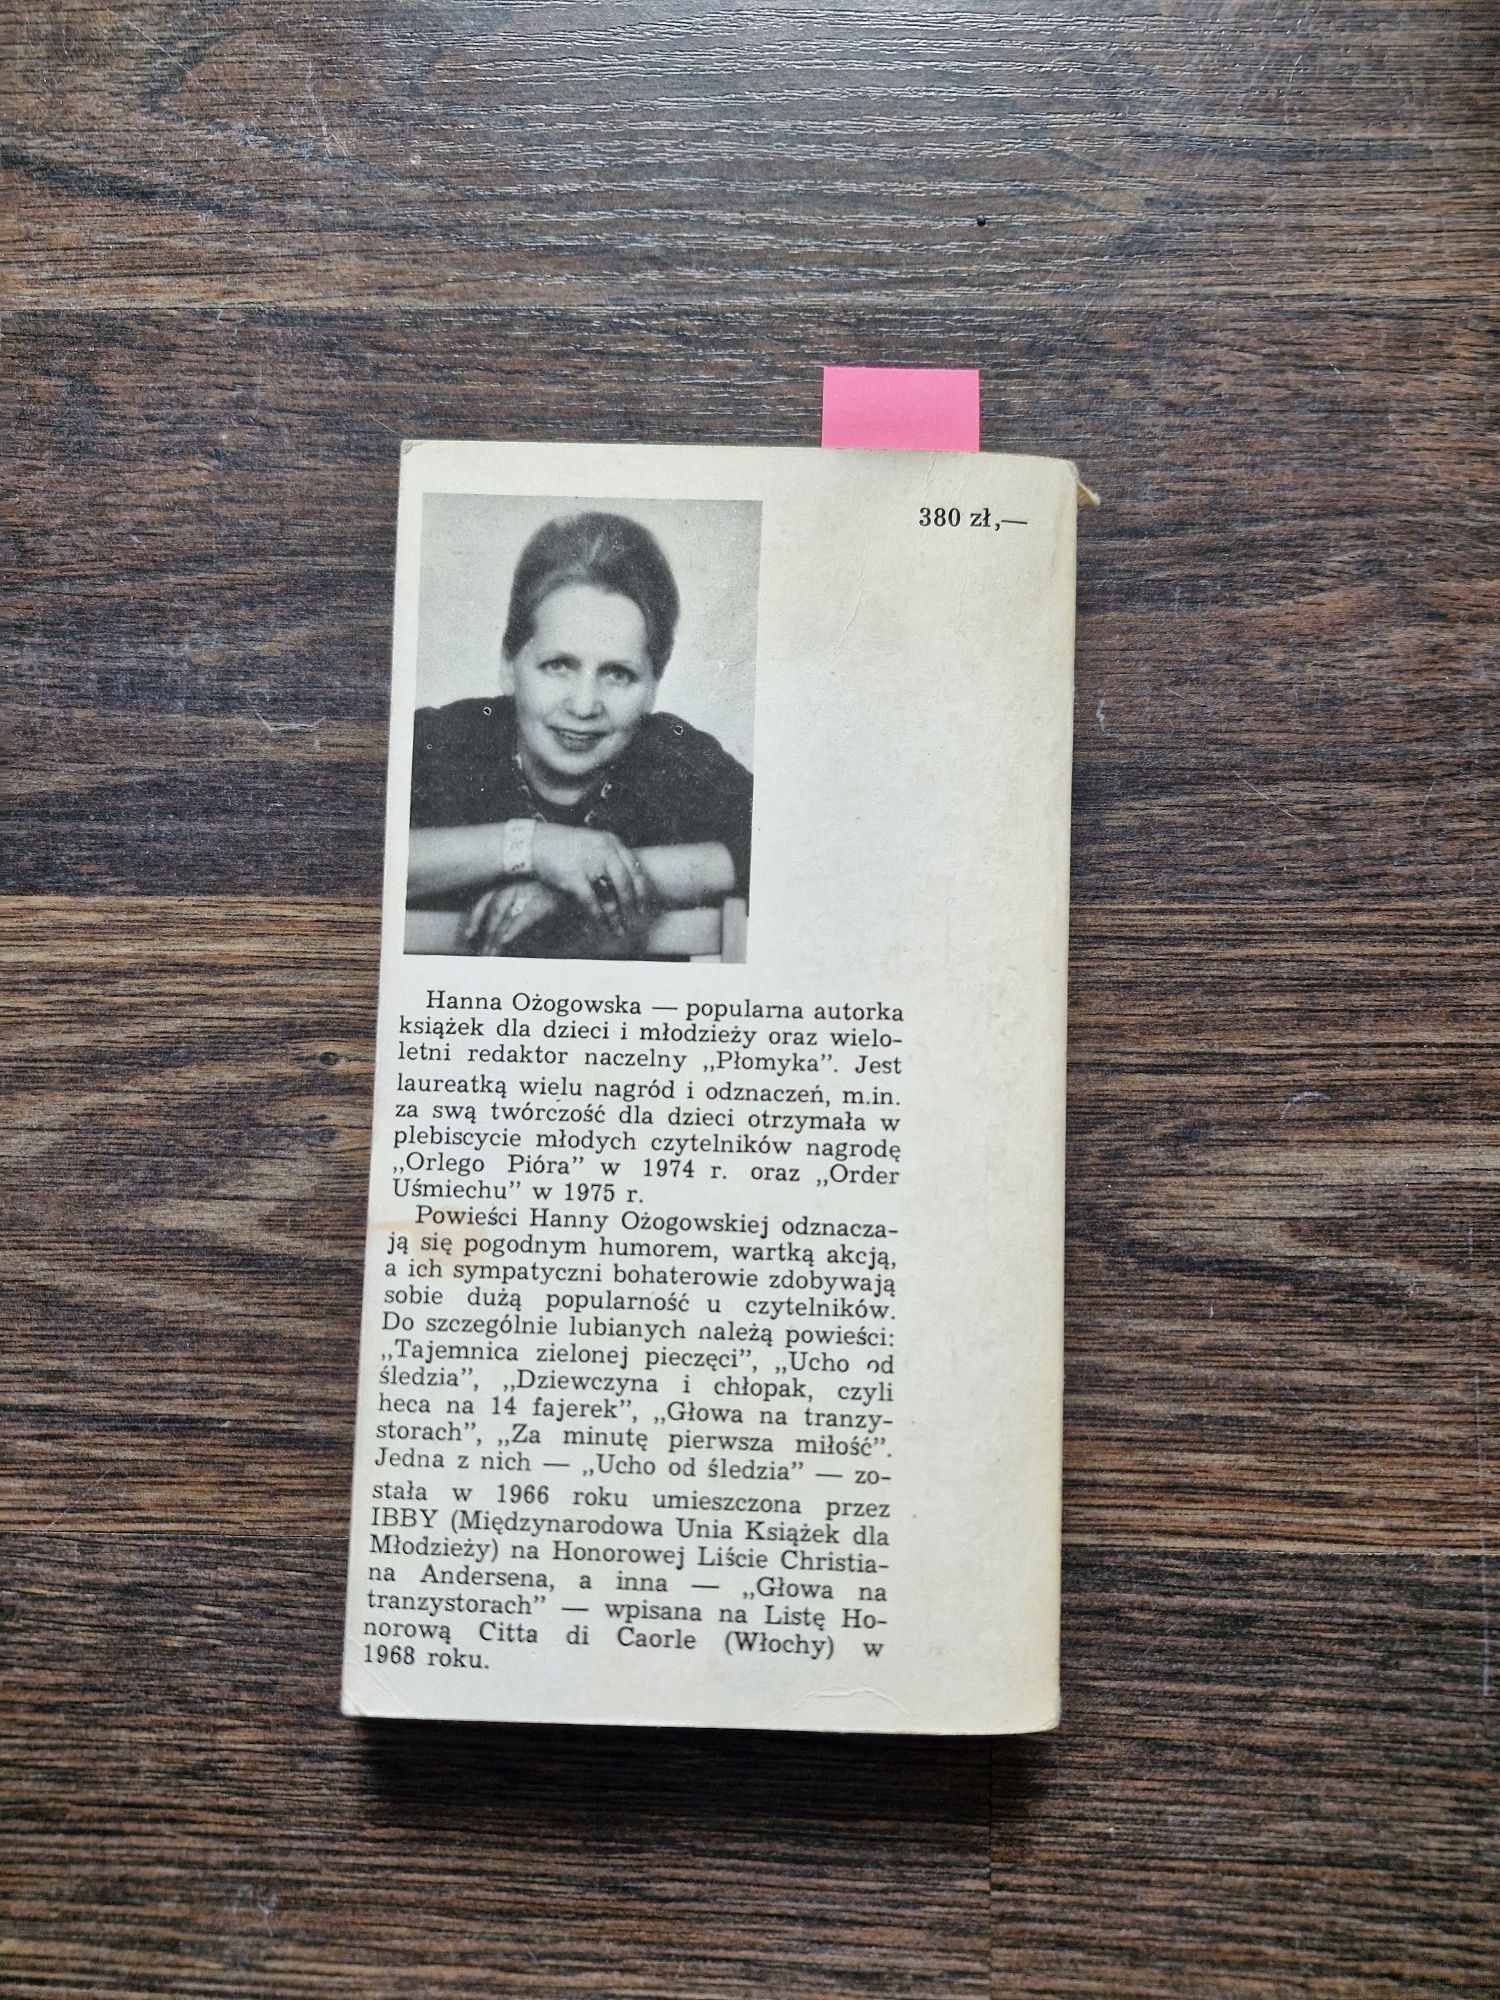 380 zł,—
Hanna Ożogowska — popularna autorka
książek dla dzieci i młodzieży oraz wielo-
letni redaktor naczelny „Płomyka”. Jest
laureatką wielu nagród i odznaczeń, m.in.
za swą twórczość dla dzieci otrzymała w
plebiscycie młodych czytelników nagrodę
„Orlego Pióra” w 1974 r. oraz „Order
Uśmiechu” w 1975 r.
Powieści Hanny Ożogowskiej odznacza-
ją się pogodnym humorem, wartką akcją,
a ich sympatyczni bohaterowie zdobywają
sobie dużą popularność u czytelników.
Do szczególnie lubianych należą powieści:
„Tajemnica zielonej pieczęci”, „Ucho od
śledzia”, „Dziewczyna i chłopak, czyli
heca na 14 fajerek”, „Głowa na tranzy-
storach”, „Za minutę pierwsza miłość”.
Jedna z nich — „Ucho od śledzia” — zo-
stała w 1966 roku umieszczona przez
IBBY (Międzynarodowa Unia Książek dla
Młodzieży) na Honorowej Liście Christia-
na Andersena, a inna — „Głowa na
tranzystorach” — wpisana na Listę Ho-
norową Citta di Caorle (Włochy) w
1968 roku.